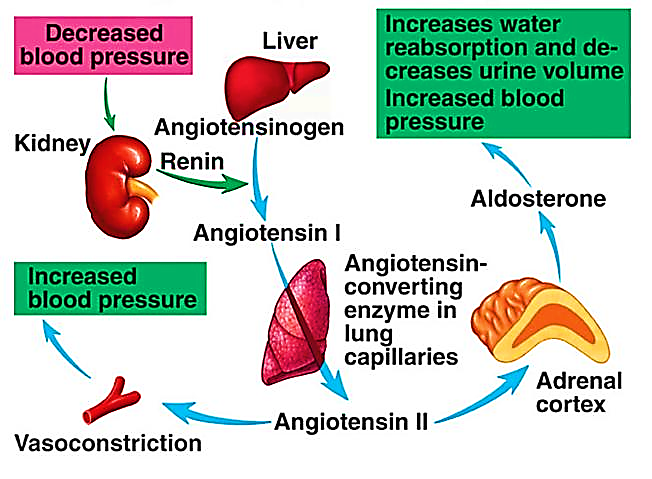 Decreased
blood pressure
Liver
Increases water
reabsorption and de-
creases urine volume
Increased blood
pressure
Kidney
Angiotensinogen
Renin
Aldosterone
Angiotensin I
Angiotensin-
converting
enzyme in
lung
capillaries
Increased
blood pressure
Adrenal
cortex
Angiotensin II
Vasoconstriction